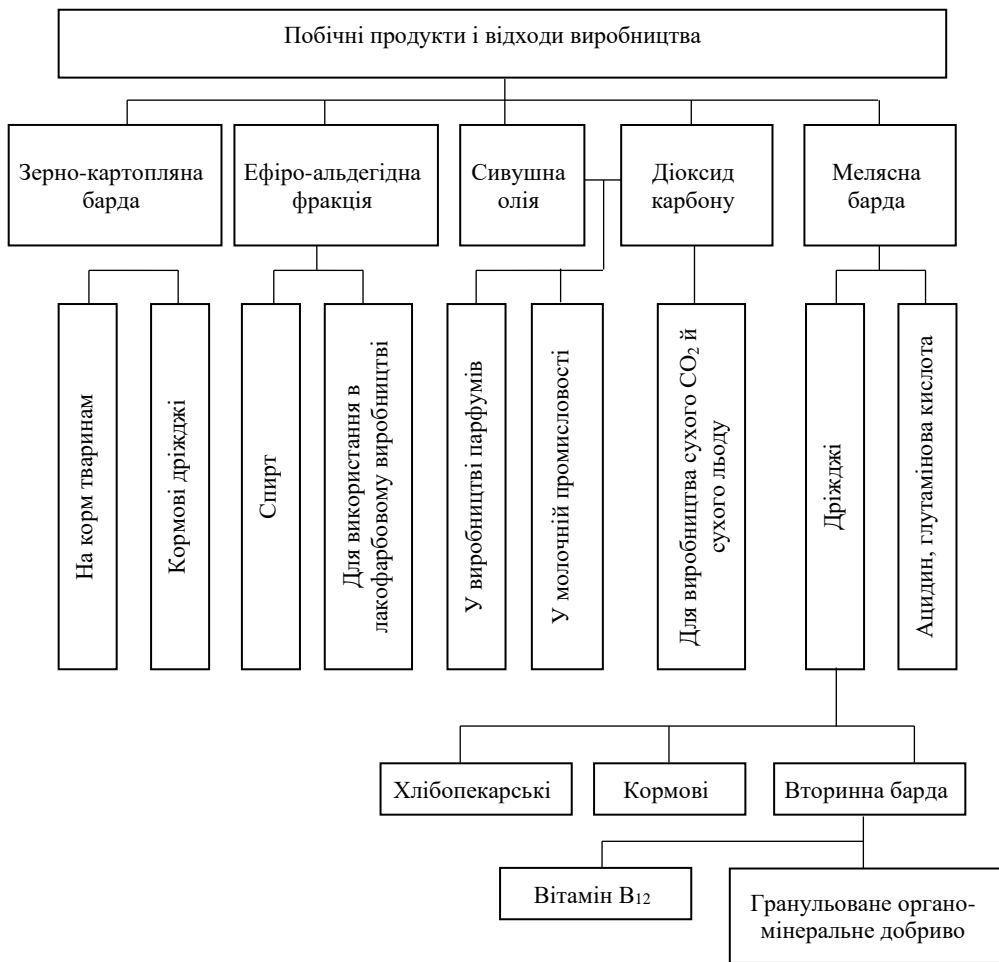 Побічні продукти і відходи виробництва
Зерно-картопляна
барда
Ефіро-альдегідна
фракція
Сивушна
олія
Діоксид
карбону
Мелясна
барда
На корм тваринам
Кормові дріжджі
Спирт
Для використання в
лакофарбовому виробництві
У виробництві парфумів
У молочній промисловості
Для виробництва сухого CO₂ й
сухого льоду
Дріжджі
Ацидин, глутамінова кислота
Хлібопекарські
Кормові
Вторинна барда
Вітамін B₁₂
Гранульоване органо-
мінеральне добриво